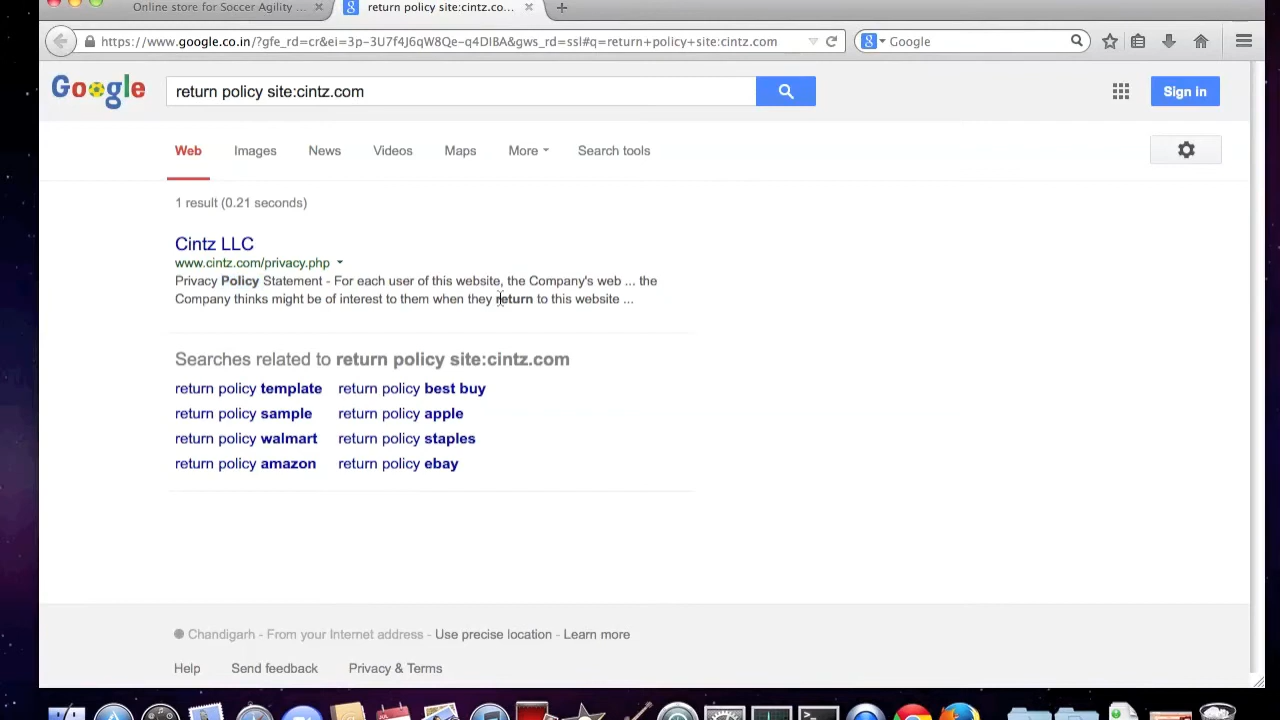 Online store for Soccer Agility ...
return policy site:cintz.co...
https://www.google.co.in/?gfe_rd=cr&ei=3p-3U7f4J6qW8Qe-q4DIBA&gws_rd=ssl#q=return+policy+site:cintz.com
Google
Google
return policy site:cintz.com
Sign in
Web Images News Videos Maps More Search tools
1 result (0.21 seconds)
Cintz LLC
www.cintz.com/privacy.php
Privacy Policy Statement - For each user of this website, the Company's web ... the
Company thinks might be of interest to them when they return to this website ...
Searches related to return policy site:cintz.com
return policy template return policy best buy
return policy sample return policy apple
return policy walmart return policy staples
return policy amazon return policy ebay
Chandigarh - From your Internet address - Use precise location - Learn more
Help Send feedback Privacy & Terms